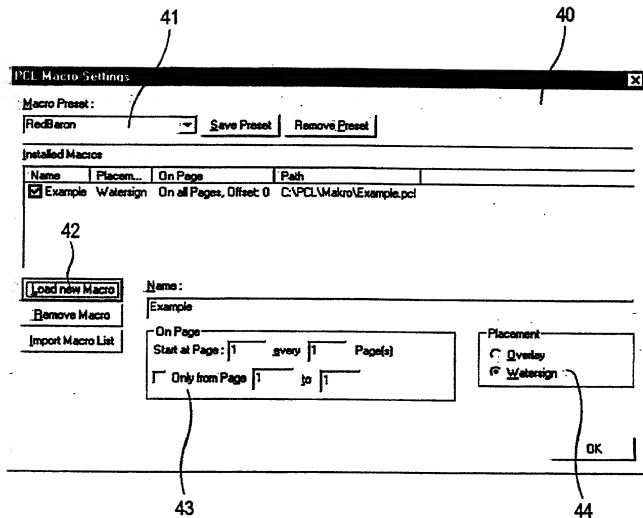 41
40
PCL Macro Settings
Macro Preset:
RedBaron
Save Preset
Remove Preset
Installed Macros
Name Placem... On Page Path
Example Watersign On all Pages, Offset: 0 C:\PCL\Makro\Example.pcl
42
Load new Macro
Remove Macro
Import Macro List
Name:
Example
On Page
Start at Page: 1 every 1 Page(s)
Only from Page 1 to 1
Placement
Overlay
Watersign
OK
43
44